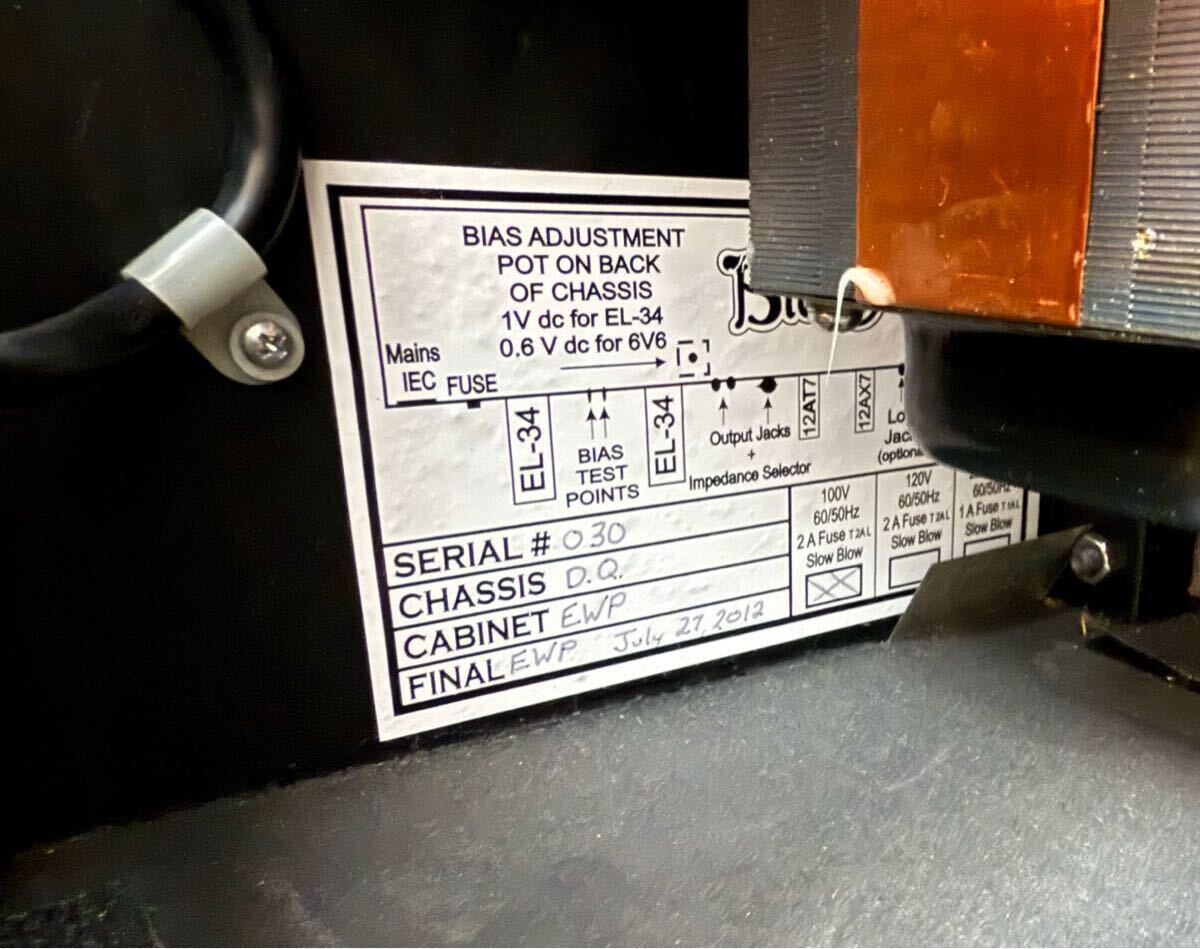 BIAS ADJUSTMENT
POT ON BACK
OF CHASSIS
1V dc for EL-34
0.6 V dc for 6V6
Mains
IEC FUSE
EL-34
BIAS
TEST
POINTS
EL-34
Output Jacks
+
Impedance Selector
12AT7
12AX7
100V
60/50Hz
2 A Fuse T 2A L
Slow Blow
120V
60/50Hz
2 A Fuse T 2A L
Slow Blow
60/50Hz
1 A Fuse T 1A L
Slow Blow
SERIAL # 030
CHASSIS D.Q.
CABINET EWP
FINAL EWP July 27, 2012